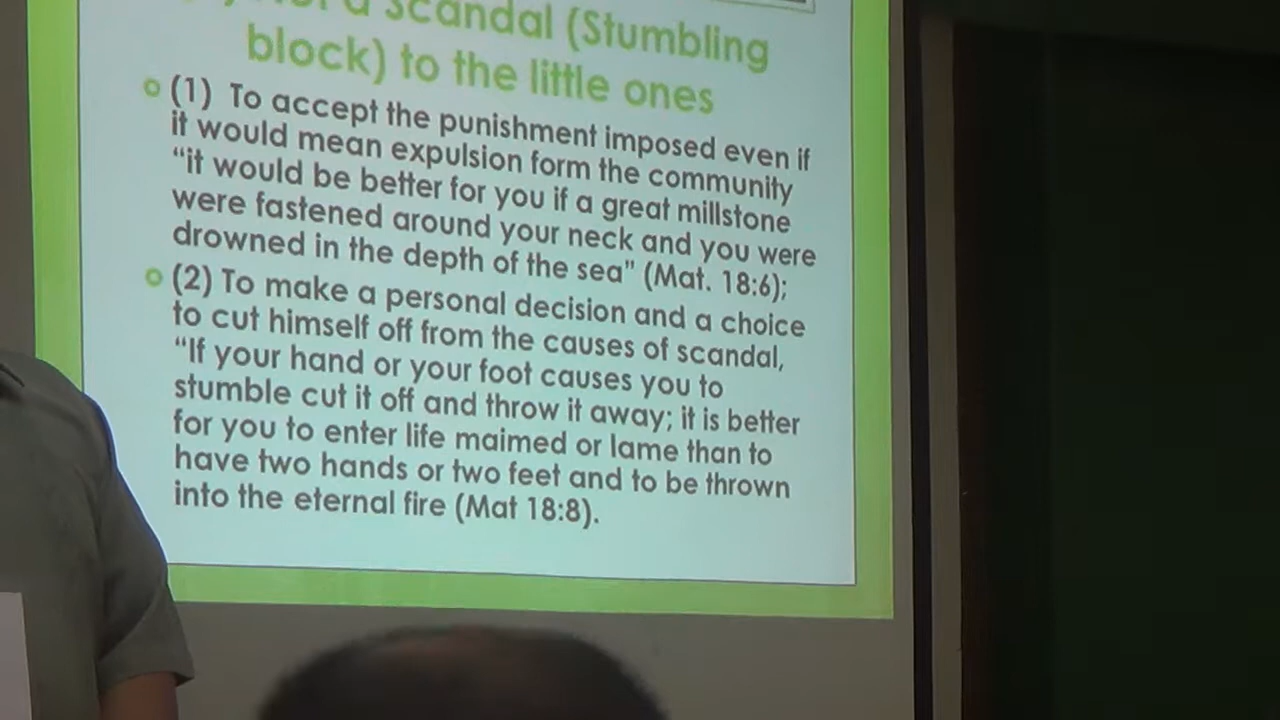 a Scandal (Stumbling
block) to the little ones
(1) To accept the punishment imposed even if
it would mean expulsion form the community
“it would be better for you if a great millstone
were fastened around your neck and you were
drowned in the depth of the sea” (Mat. 18:6);
(2) To make a personal decision and a choice
to cut himself off from the causes of scandal,
“If your hand or your foot causes you to
stumble cut it off and throw it away; it is better
for you to enter life maimed or lame than to
have two hands or two feet and to be thrown
into the eternal fire (Mat 18:8).